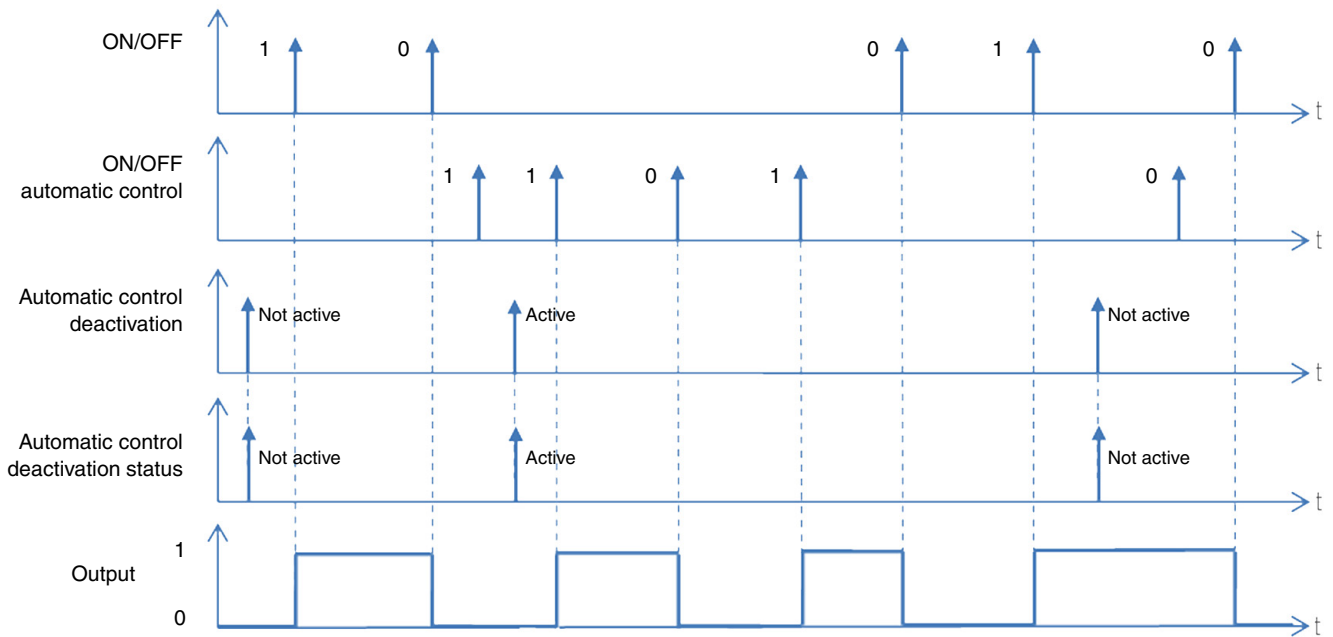 ON/OFF
1 0 0 1 0
t
ON/OFF
automatic control
1 1 0 1 0
t
Automatic control
deactivation
Not active Active Not active
t
Automatic control
deactivation status
Not active Active Not active
t
1
Output
0
t